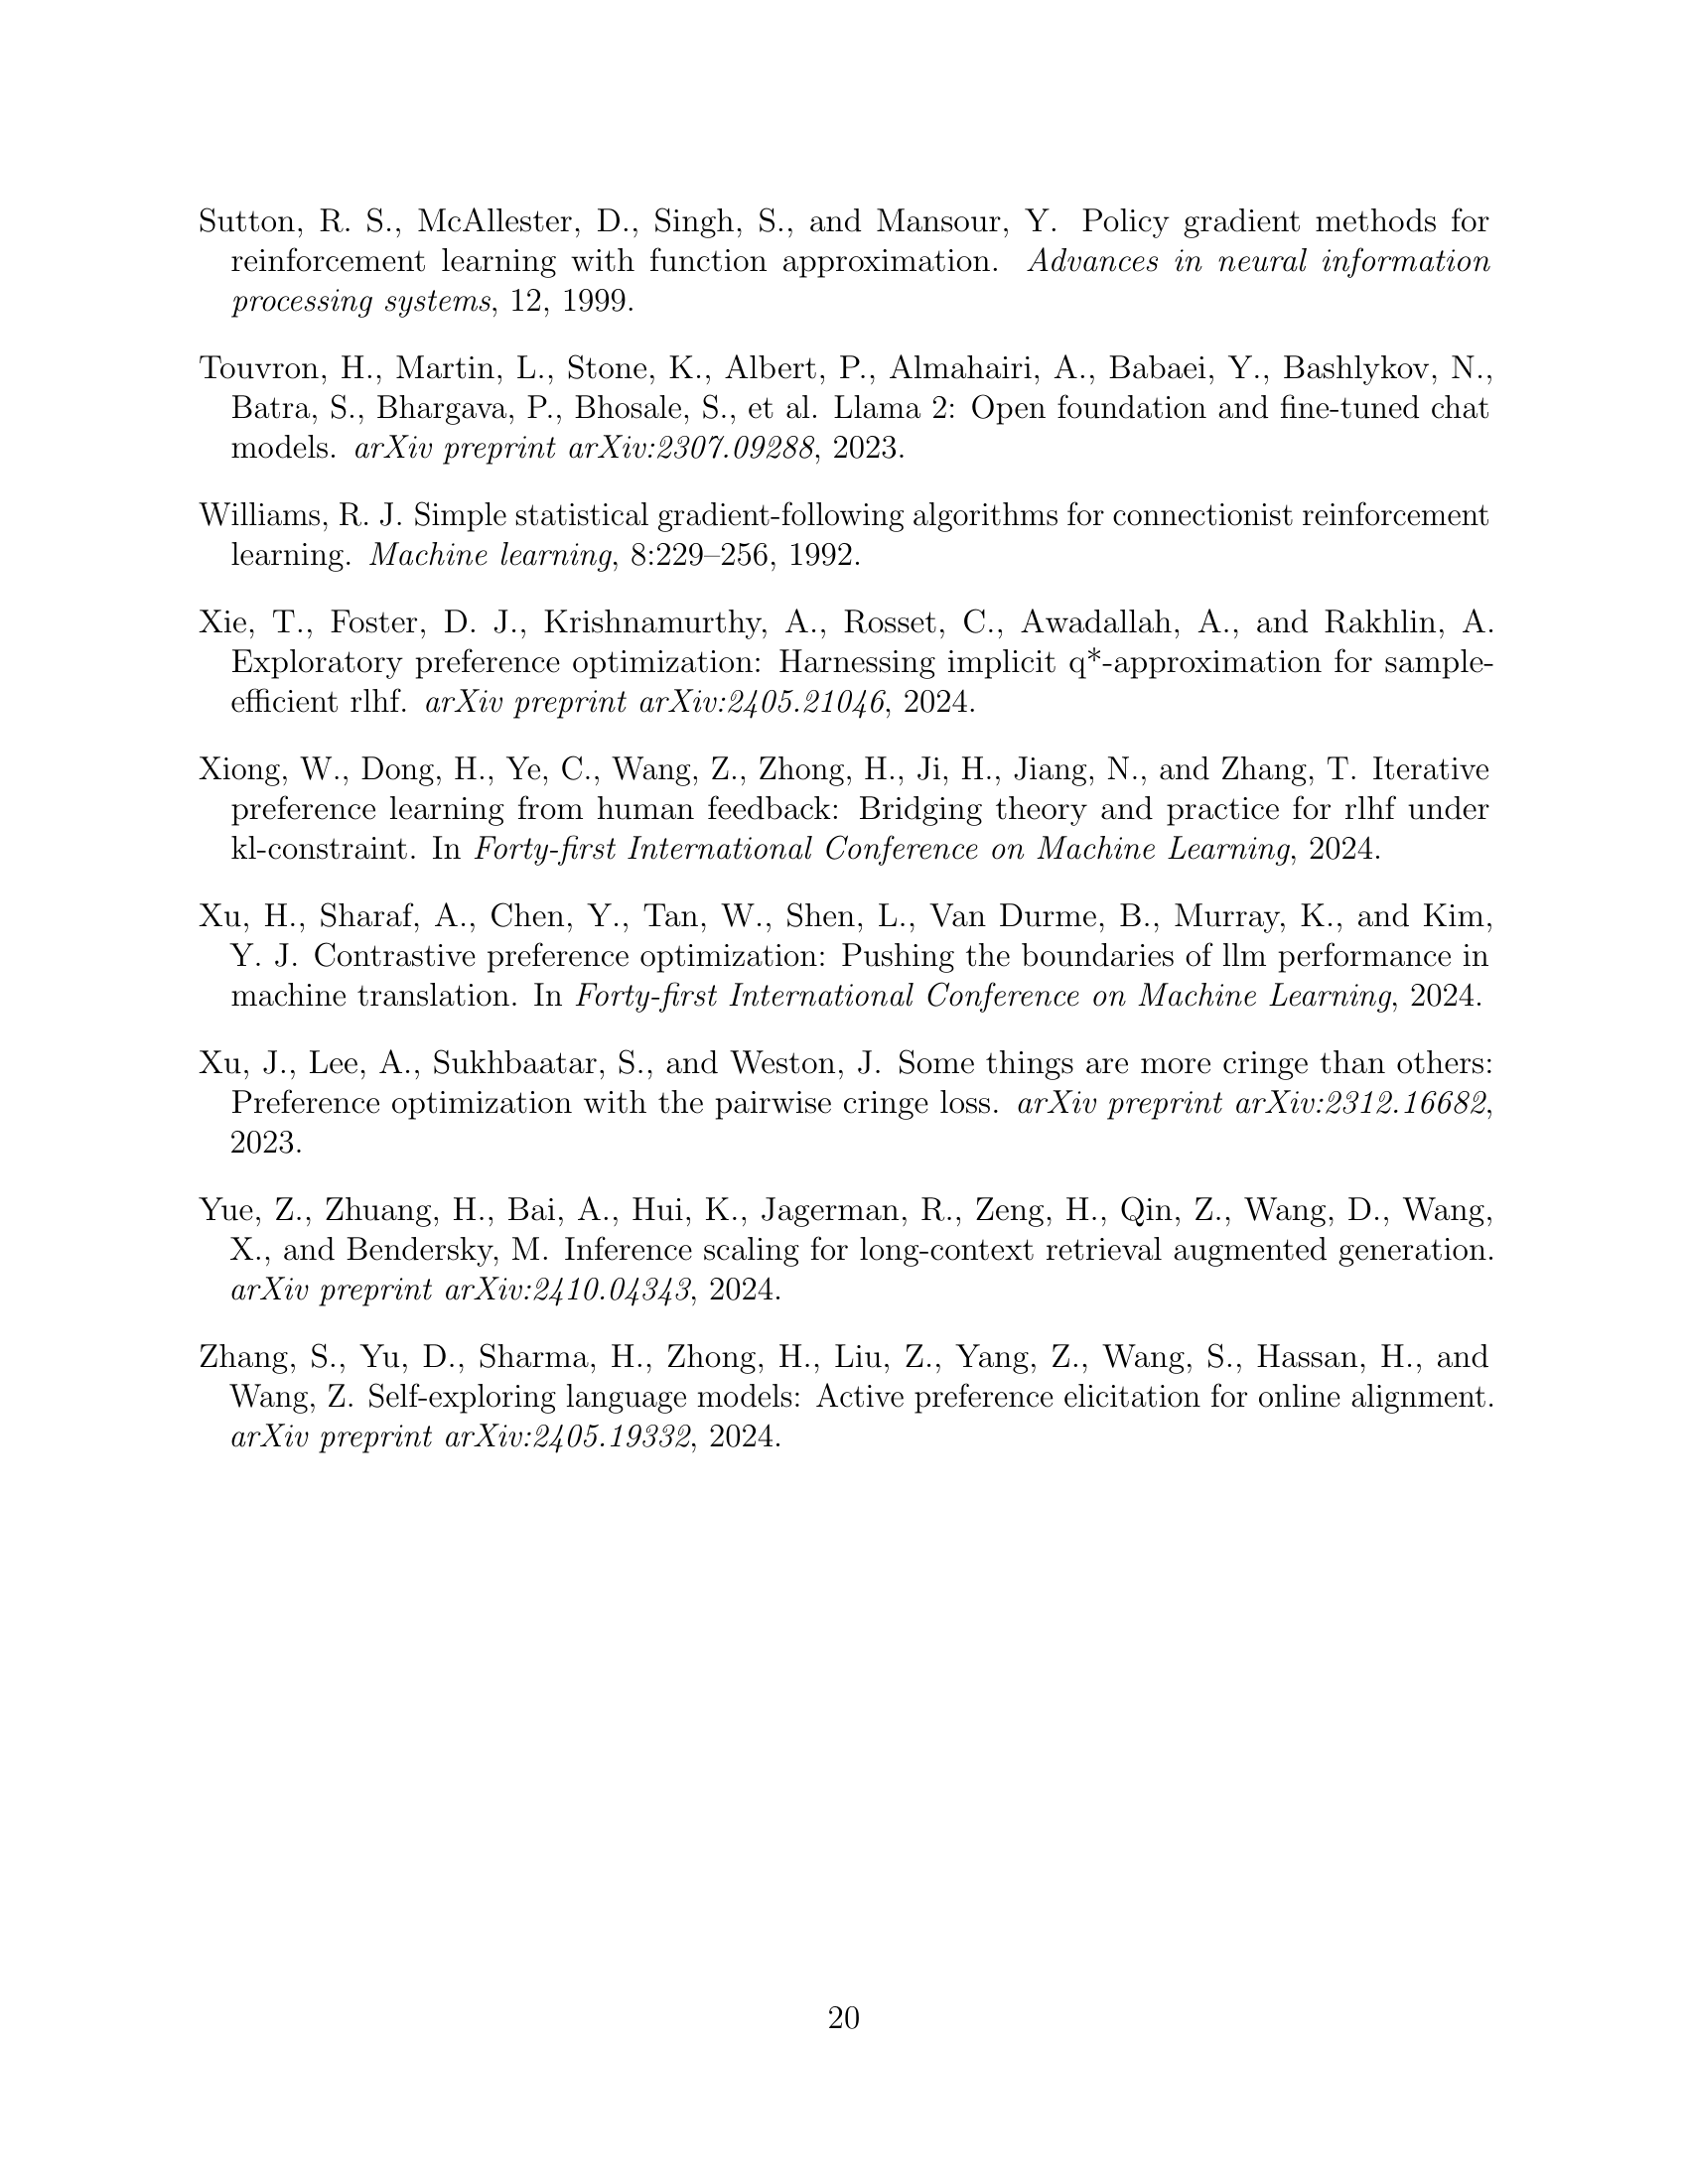 Sutton, R. S., McAllester, D., Singh, S., and Mansour, Y. Policy gradient methods for
reinforcement learning with function approximation. Advances in neural information
processing systems, 12, 1999.
Touvron, H., Martin, L., Stone, K., Albert, P., Almahairi, A., Babaei, Y., Bashlykov, N.,
Batra, S., Bhargava, P., Bhosale, S., et al. Llama 2: Open foundation and fine-tuned chat
models. arXiv preprint arXiv:2307.09288, 2023.
Williams, R. J. Simple statistical gradient-following algorithms for connectionist reinforcement
learning. Machine learning, 8:229–256, 1992.
Xie, T., Foster, D. J., Krishnamurthy, A., Rosset, C., Awadallah, A., and Rakhlin, A.
Exploratory preference optimization: Harnessing implicit q*-approximation for sample-
efficient rlhf. arXiv preprint arXiv:2405.21046, 2024.
Xiong, W., Dong, H., Ye, C., Wang, Z., Zhong, H., Ji, H., Jiang, N., and Zhang, T. Iterative
preference learning from human feedback: Bridging theory and practice for rlhf under
kl-constraint. In Forty-first International Conference on Machine Learning, 2024.
Xu, H., Sharaf, A., Chen, Y., Tan, W., Shen, L., Van Durme, B., Murray, K., and Kim,
Y. J. Contrastive preference optimization: Pushing the boundaries of llm performance in
machine translation. In Forty-first International Conference on Machine Learning, 2024.
Xu, J., Lee, A., Sukhbaatar, S., and Weston, J. Some things are more cringe than others:
Preference optimization with the pairwise cringe loss. arXiv preprint arXiv:2312.16682,
2023.
Yue, Z., Zhuang, H., Bai, A., Hui, K., Jagerman, R., Zeng, H., Qin, Z., Wang, D., Wang,
X., and Bendersky, M. Inference scaling for long-context retrieval augmented generation.
arXiv preprint arXiv:2410.04343, 2024.
Zhang, S., Yu, D., Sharma, H., Zhong, H., Liu, Z., Yang, Z., Wang, S., Hassan, H., and
Wang, Z. Self-exploring language models: Active preference elicitation for online alignment.
arXiv preprint arXiv:2405.19332, 2024.
20